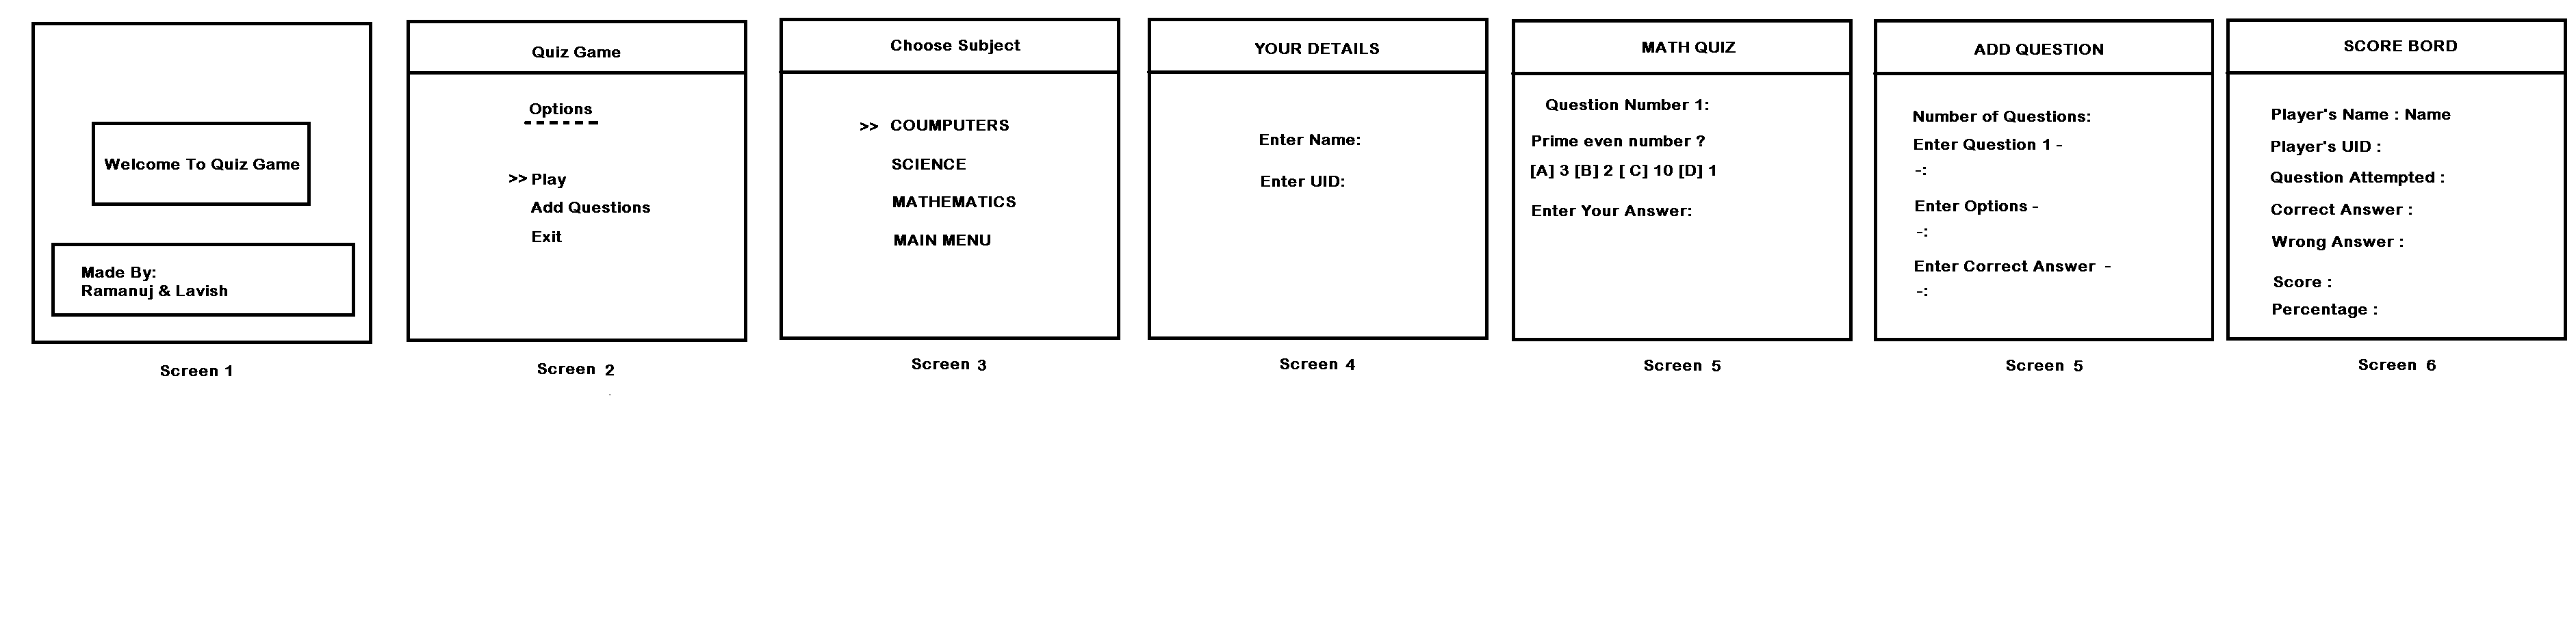 Welcome To Quiz Game
Made By:
Ramanuj & Lavish
Screen 1
Quiz Game
Options
>> Play
Add Questions
Exit
Screen 2
Choose Subject
>> COUMPUTERS
SCIENCE
MATHEMATICS
MAIN MENU
Screen 3
YOUR DETAILS
Enter Name:
Enter UID:
Screen 4
MATH QUIZ
Question Number 1:
Prime even number ?
[A] 3 [B] 2 [ C] 10 [D] 1
Enter Your Answer:
Screen 5
ADD QUESTION
Number of Questions:
Enter Question 1 -
-:
Enter Options -
-:
Enter Correct Answer -
-:
Screen 5
SCORE BORD
Player's Name : Name
Player's UID :
Question Attempted :
Correct Answer :
Wrong Answer :
Score :
Percentage :
Screen 6